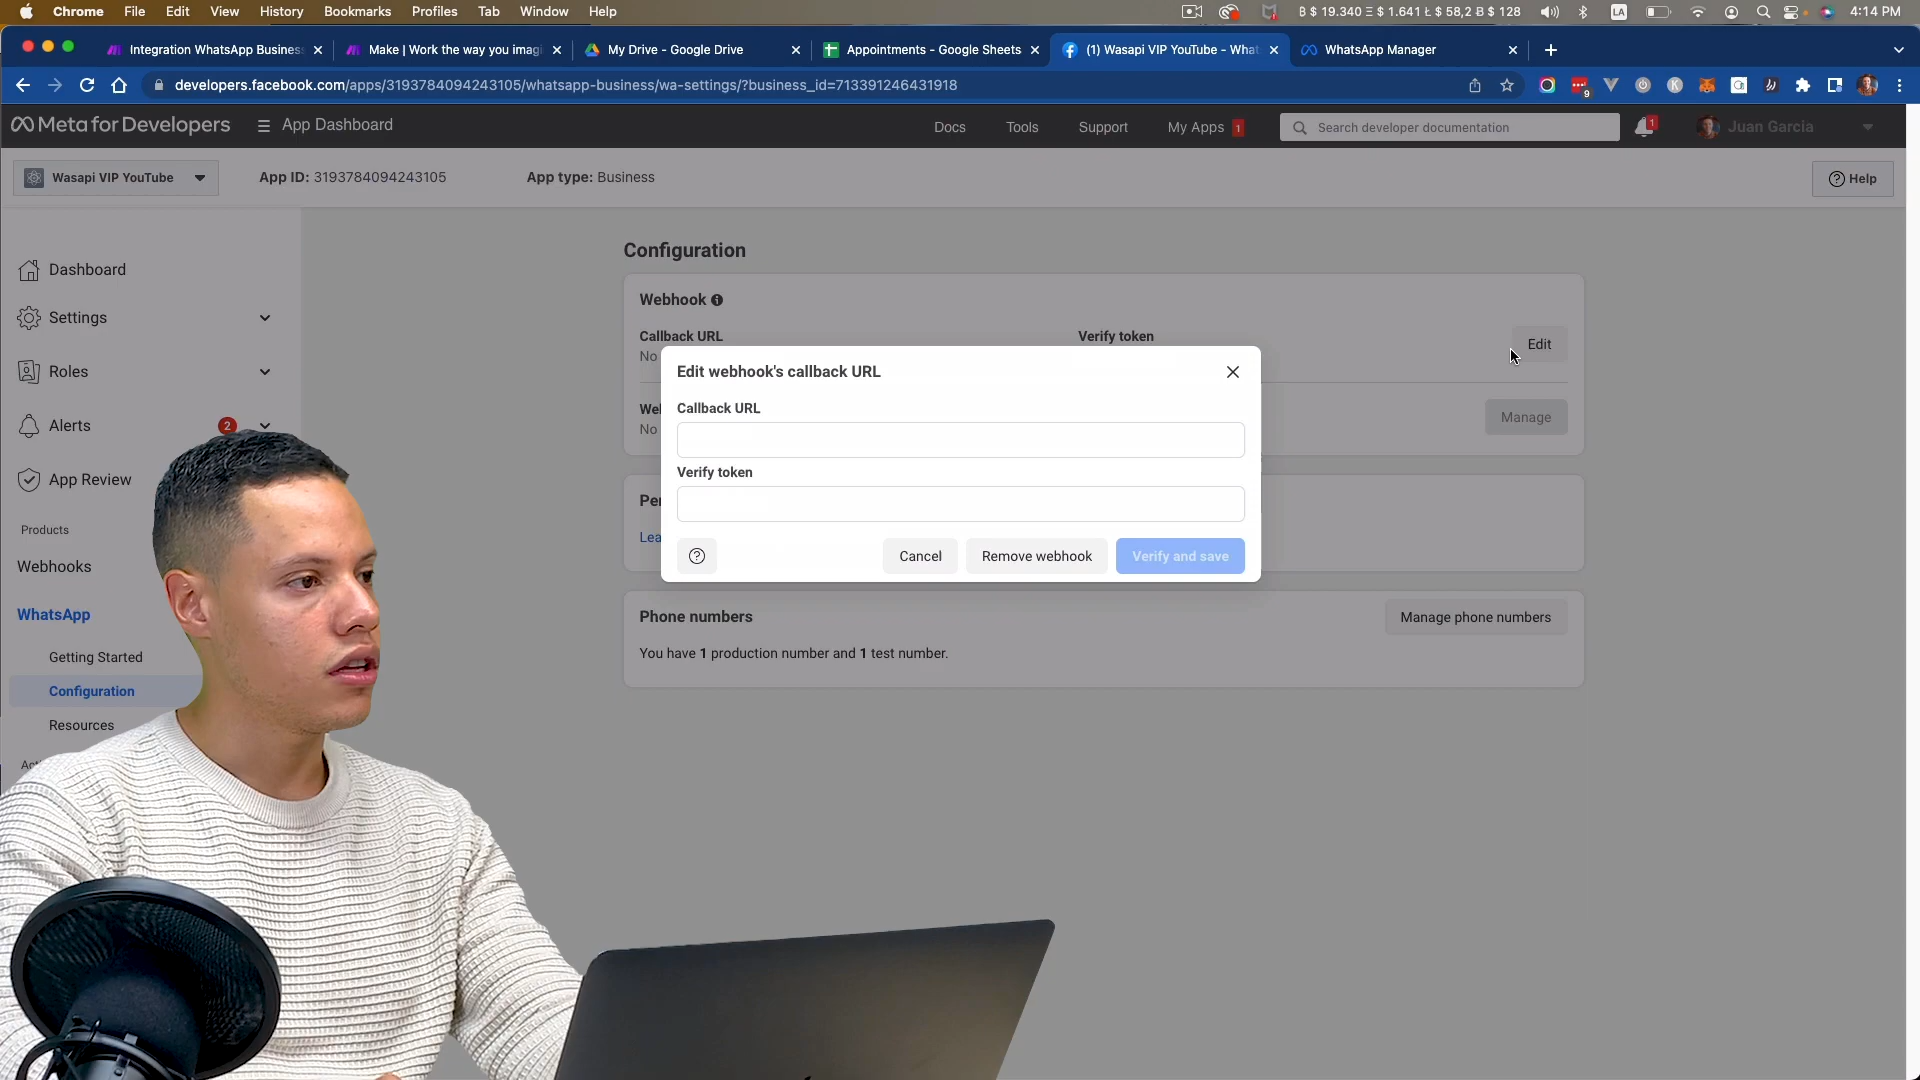 Chrome File Edit View History Bookmarks Profiles Tab Window Help
฿ $ 19.340 Ξ $ 1.641 Ł $ 58,2 Ƀ $ 128 LA 4:14 PM
Integration WhatsApp Business
Make | Work the way you imagi
My Drive - Google Drive
Appointments - Google Sheets
(1) Wasapi VIP YouTube - What
WhatsApp Manager
developers.facebook.com/apps/3193784094243105/whatsapp-business/wa-settings/?business_id=713391246431918
9
Meta for Developers
App Dashboard
Docs
Tools
Support
My Apps 1
Search developer documentation
1
Juan Garcia
Wasapi VIP YouTube
App ID: 3193784094243105
App type: Business
Help
Dashboard
Settings
Roles
Alerts 2
App Review
Products
Webhooks
WhatsApp
Getting Started
Configuration
Resources
Configuration
Webhook
Callback URL
Verify token
Edit
No
Manage
No
Phone numbers
Manage phone numbers
You have 1 production number and 1 test number.
Edit webhook's callback URL
Callback URL
Verify token
Cancel
Remove webhook
Verify and save